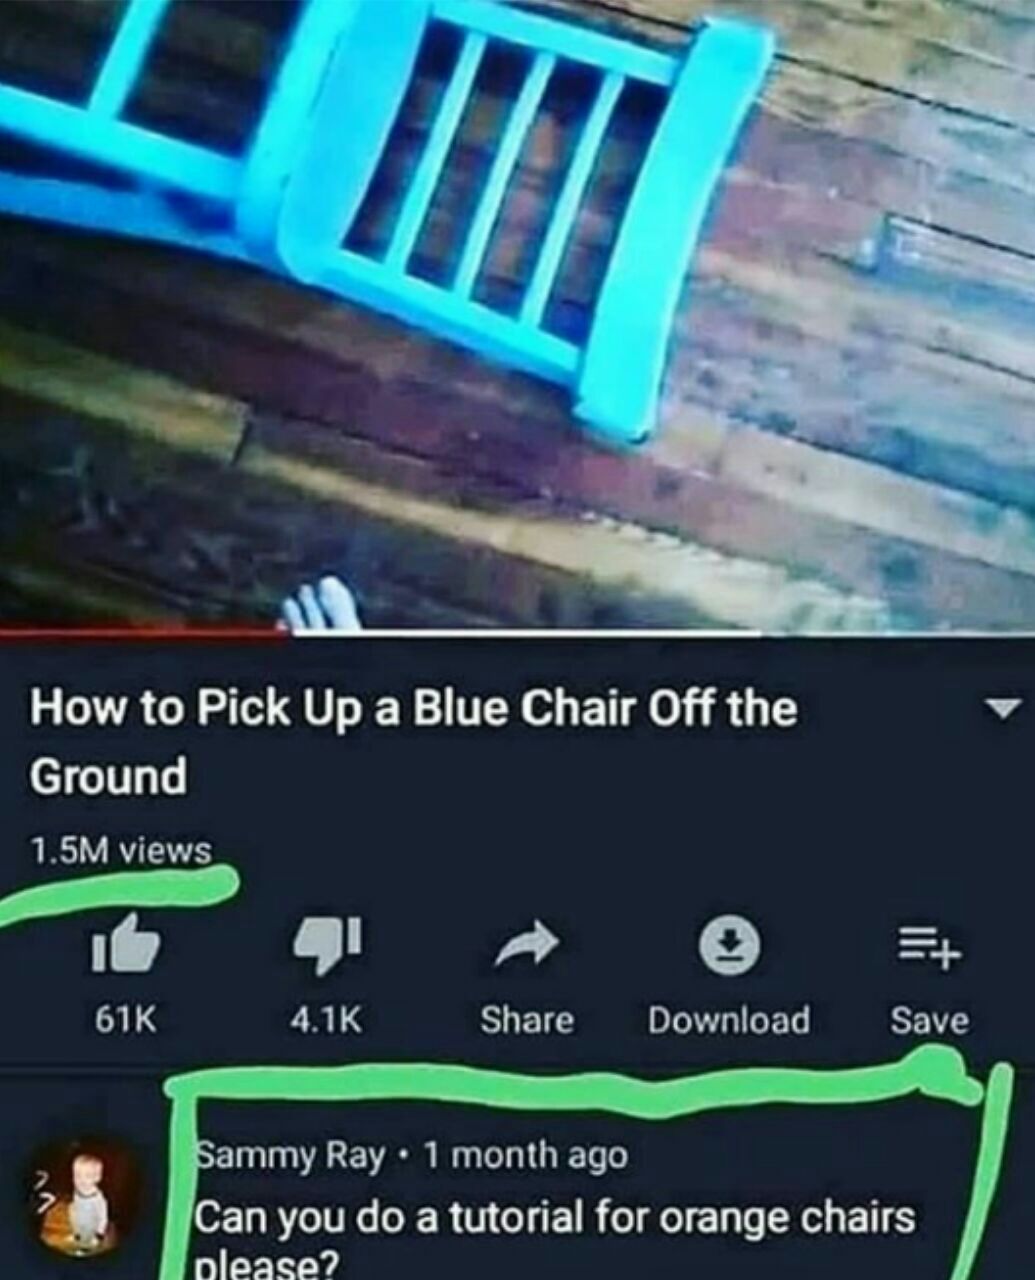 How to Pick Up a Blue Chair Off the
Ground
1.5M views
61K 4.1K Share Download Save
Sammy Ray • 1 month ago
Can you do a tutorial for orange chairs
please?